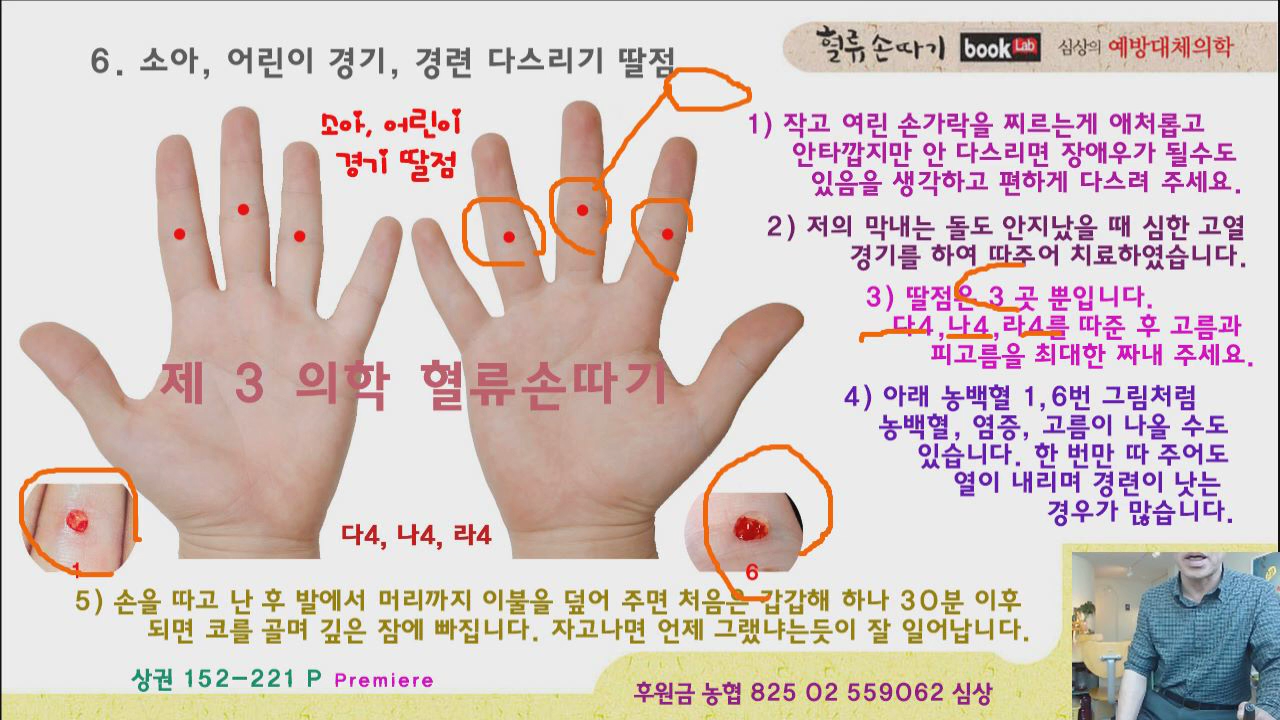 6. 소아, 어린이 경기, 경련 다스리기 딸점
혈류손따기 book Lab 심상의 예방대체의학
소아, 어린이
경기 딸점
1) 작고 여린 손가락을 찌르는게 애처롭고
안타깝지만 안 다스리면 장애우가 될수도
있음을 생각하고 편하게 다스려 주세요.
2) 저의 막내는 돌도 안지났을 때 심한 고열
경기를 하여 따주어 치료하였습니다.
3) 딸점은 3 곳 뿐입니다.
다4,나4,라4를 따준 후 고름과
피고름을 최대한 짜내 주세요.
제 3 의학 혈류손따기
4) 아래 농백혈 1,6번 그림처럼
농백혈, 염증, 고름이 나올 수도
있습니다. 한 번만 따 주어도
열이 내리며 경련이 낫는
경우가 많습니다.
다4, 나4, 라4
1
6
5) 손을 따고 난 후 발에서 머리까지 이불을 덮어 주면 처음은 갑갑해 하나 30분 이후
되면 코를 골며 깊은 잠에 빠집니다. 자고나면 언제 그랬냐는듯이 잘 일어납니다.
상권 152-221 P Premiere
후원금 농협 825 02 559062 심상